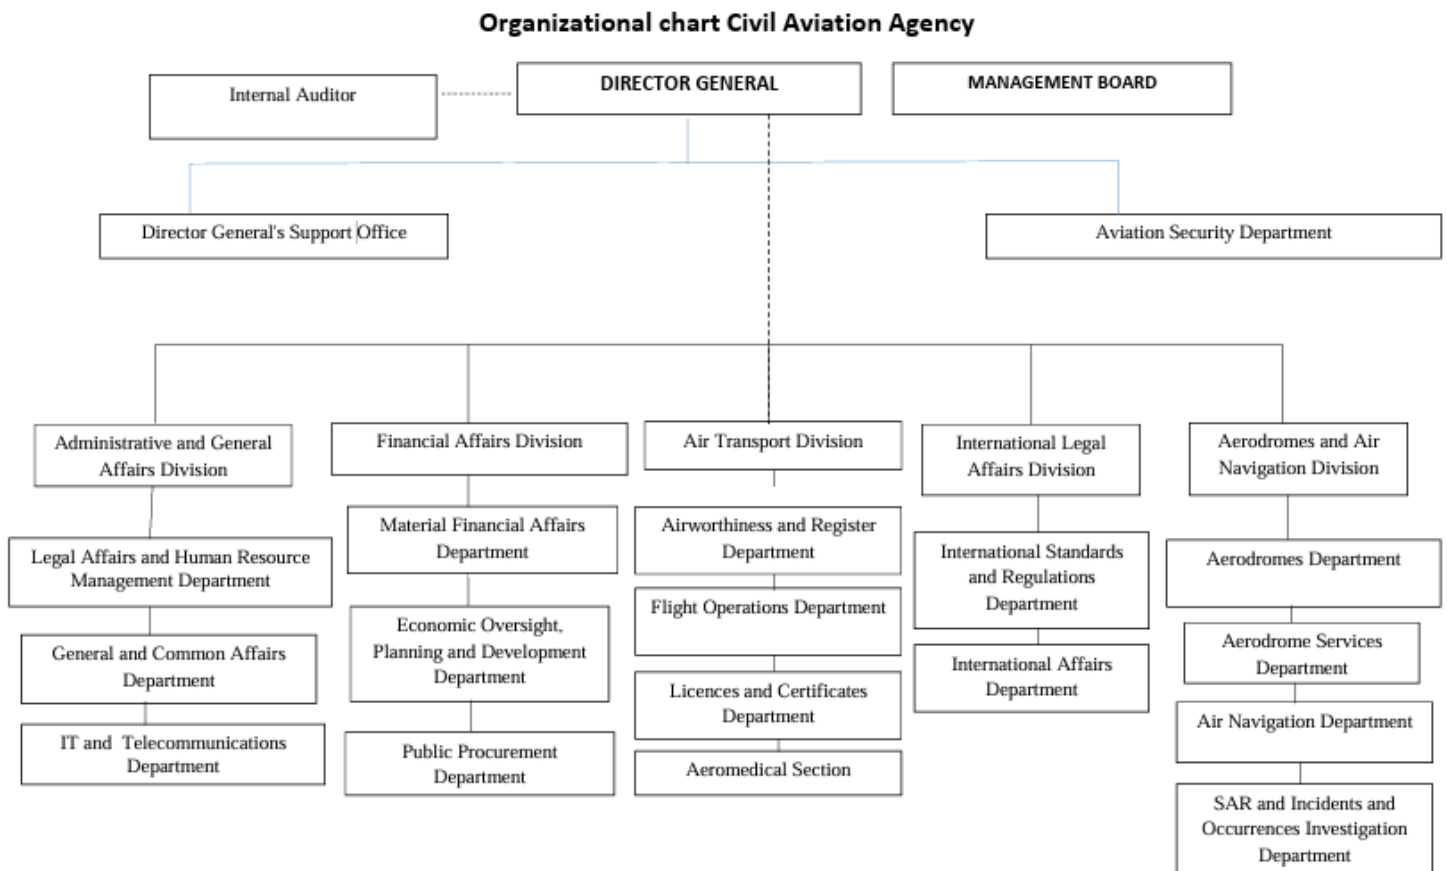 Organizational chart Civil Aviation Agency
Internal Auditor
DIRECTOR GENERAL
MANAGEMENT BOARD
Director General's Support Office
Aviation Security Department
Administrative and General
Affairs Division
Legal Affairs and Human Resource
Management Department
General and Common Affairs
Department
IT and Telecommunications
Department
Financial Affairs Division
Material Financial Affairs
Department
Economic Oversight,
Planning and Development
Department
Public Procurement
Department
Air Transport Division
Airworthiness and Register
Department
Flight Operations Department
Licences and Certificates
Department
Aeromedical Section
International Legal
Affairs Division
International Standards
and Regulations
Department
International Affairs
Department
Aerodromes and Air
Navigation Division
Aerodromes Department
Aerodrome Services
Department
Air Navigation Department
SAR and Incidents and
Occurrences Investigation
Department